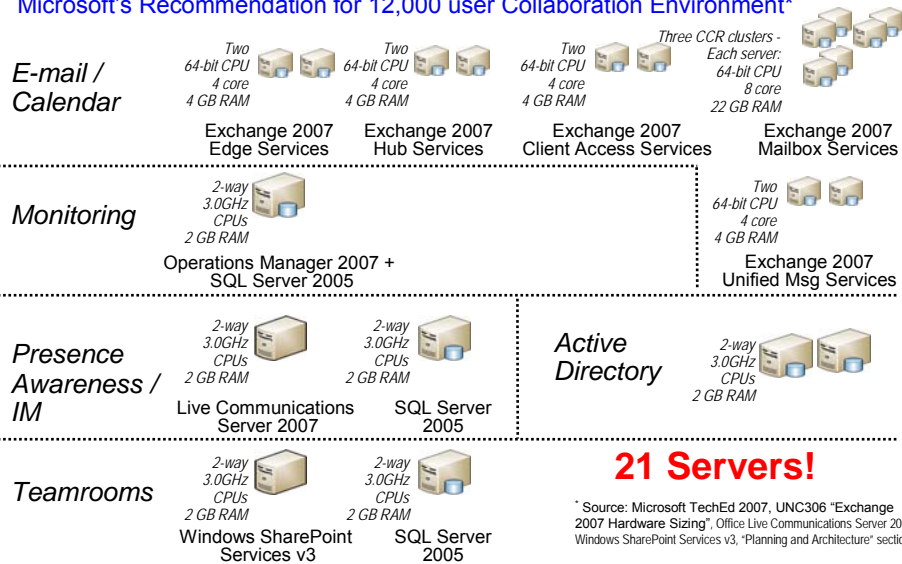 Microsoft's Recommendation for 12,000 user Collaboration Environment*
E-mail /
Calendar
Two
64-bit CPU
4 core
4 GB RAM
Exchange 2007
Edge Services
Two
64-bit CPU
4 core
4 GB RAM
Exchange 2007
Hub Services
Two
64-bit CPU
4 core
4 GB RAM
Exchange 2007
Client Access Services
Three CCR clusters -
Each server:
64-bit CPU
8 core
22 GB RAM
Exchange 2007
Mailbox Services
Monitoring
2-way
3.0GHz
CPUs
2 GB RAM
Operations Manager 2007 +
SQL Server 2005
Two
64-bit CPU
4 core
4 GB RAM
Exchange 2007
Unified Msg Services
Presence
Awareness /
IM
2-way
3.0GHz
CPUs
2 GB RAM
Live Communications
Server 2007
2-way
3.0GHz
CPUs
2 GB RAM
SQL Server
2005
Active
Directory
2-way
3.0GHz
CPUs
2 GB RAM
Teamrooms
2-way
3.0GHz
CPUs
2 GB RAM
Windows SharePoint
Services v3
2-way
3.0GHz
CPUs
2 GB RAM
SQL Server
2005
21 Servers!
* Source: Microsoft TechEd 2007, UNC306 "Exchange
2007 Hardware Sizing", Office Live Communications Server 20
Windows SharePoint Services v3, "Planning and Architecture" sectio